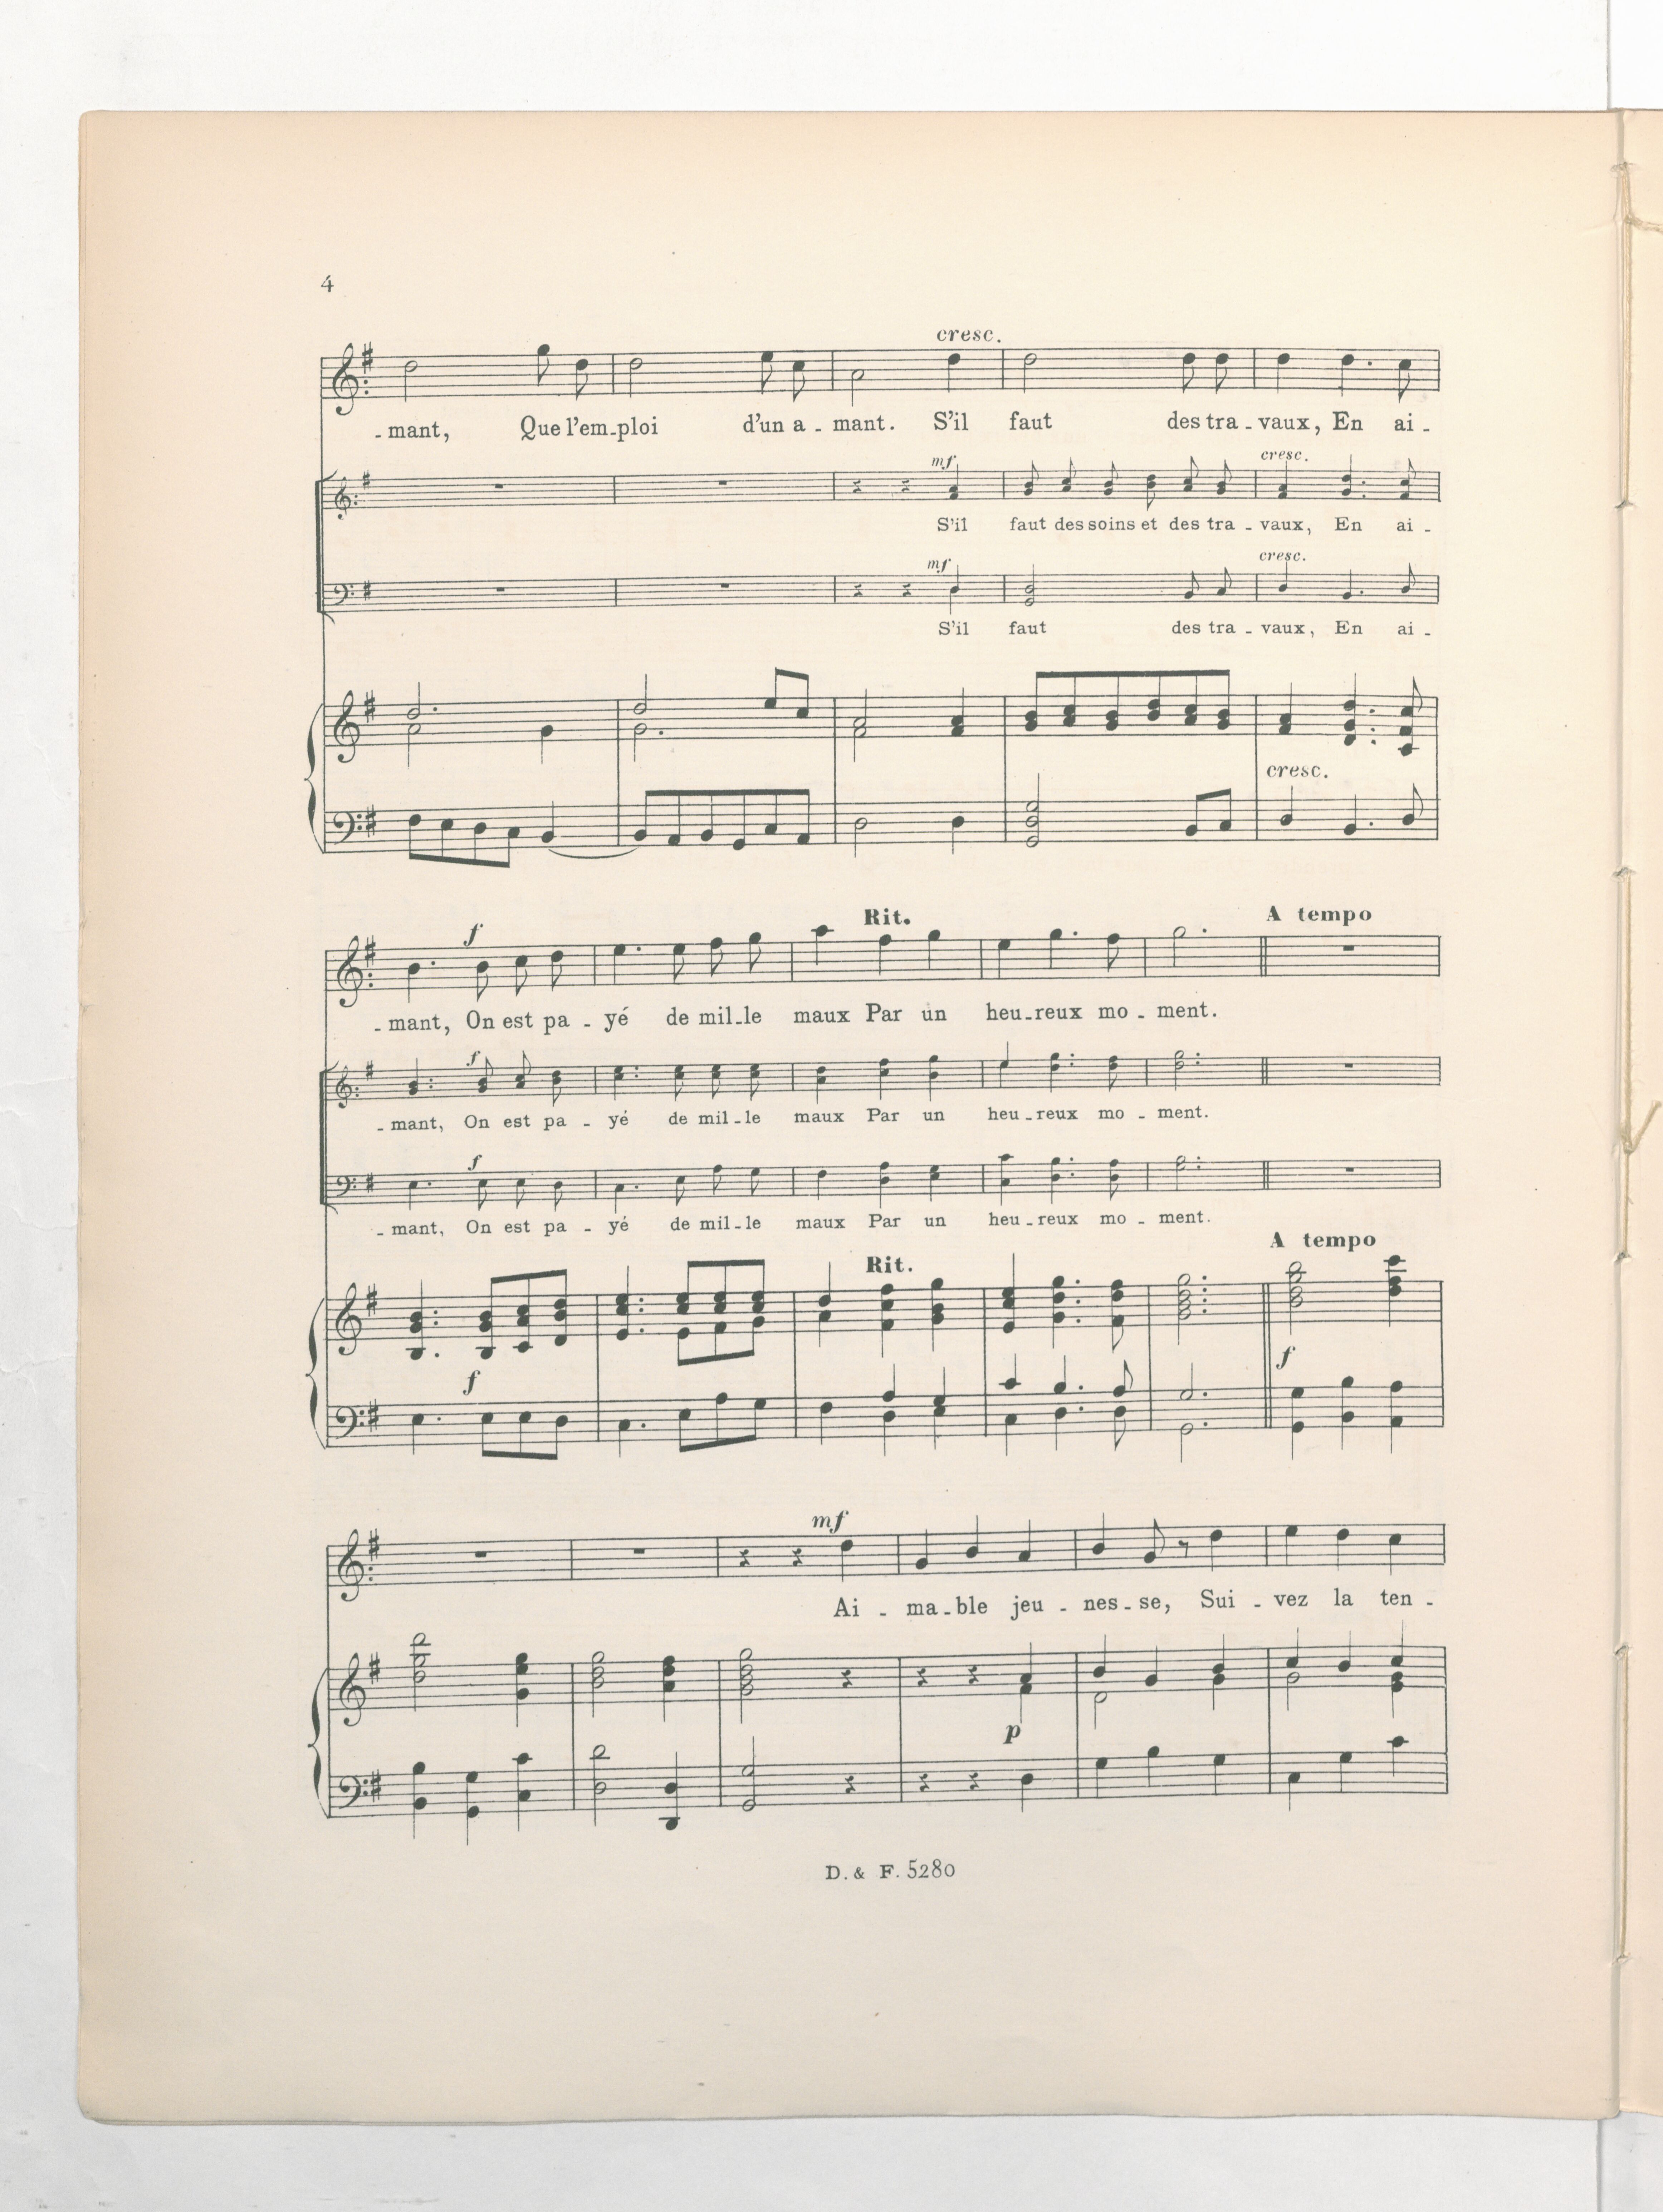 4
cresc.
- mant, Que l'em - ploi d'un a - mant. S'il faut des tra - vaux, En ai -
mf cresc.
S'il faut des soins et des tra - vaux, En ai -
mf cresc.
S'il faut des tra - vaux, En ai -
cresc.
f Rit. A tempo
- mant, On est pa - yé de mil - le maux Par un heu - reux mo - ment.
f
- mant, On est pa - yé de mil - le maux Par un heu - reux mo - ment.
f
- mant, On est pa - yé de mil - le maux Par un heu - reux mo - ment.
Rit. A tempo
f f
mf
Ai - ma - ble jeu - nes - se, Sui - vez la ten -
p
D. & F. 5280